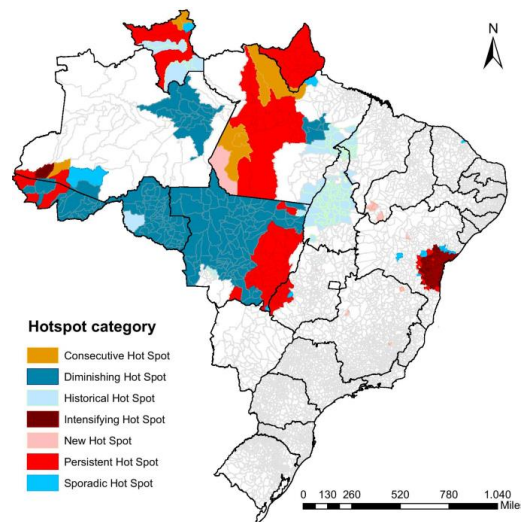 N
Hotspot category
Consecutive Hot Spot
Diminishing Hot Spot
Historical Hot Spot
Intensifying Hot Spot
New Hot Spot
Persistent Hot Spot
Sporadic Hot Spot
0 130 260 520 780 1.040
Mile